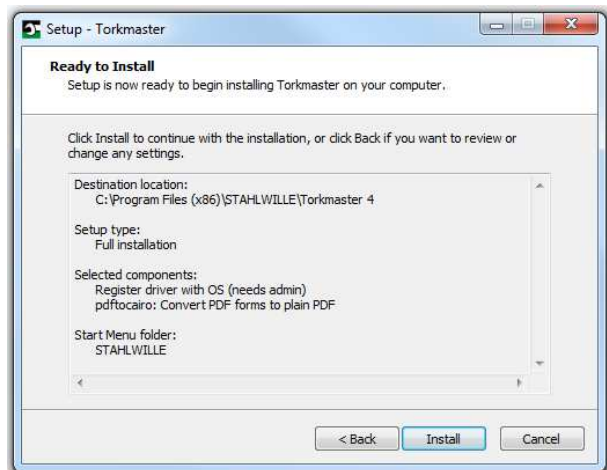 Setup - Torkmaster
Ready to Install
Setup is now ready to begin installing Torkmaster on your computer.
Click Install to continue with the installation, or click Back if you want to review or
change any settings.
Destination location:
C:\Program Files (x86)\STAHLWILLE\Torkmaster 4
Setup type:
Full installation
Selected components:
Register driver with OS (needs admin)
pdftocairo: Convert PDF forms to plain PDF
Start Menu folder:
STAHLWILLE
< Back Install Cancel